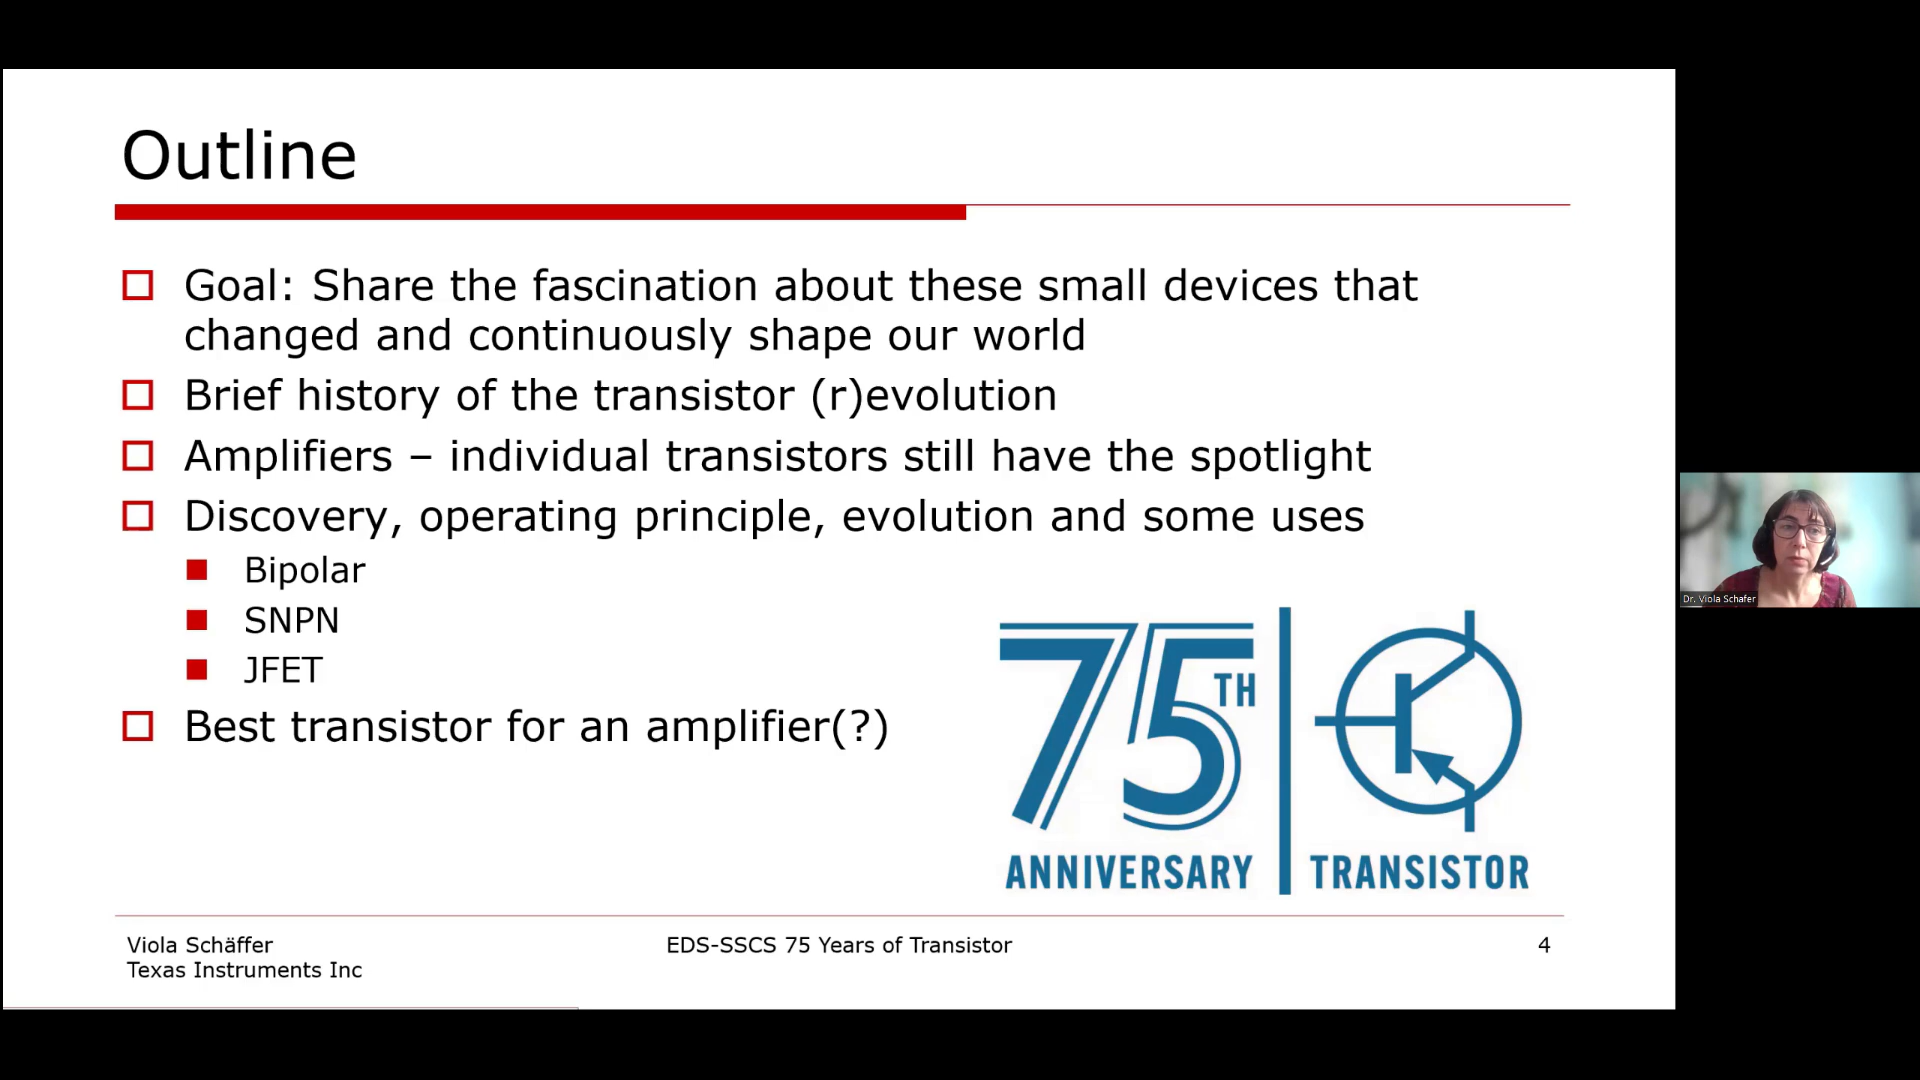 Outline
Goal: Share the fascination about these small devices that
changed and continuously shape our world
Brief history of the transistor (r)evolution
Amplifiers – individual transistors still have the spotlight
Discovery, operating principle, evolution and some uses
Bipolar
SNPN
JFET
Best transistor for an amplifier(?)
75TH
ANNIVERSARY
TRANSISTOR
Viola Schäffer
Texas Instruments Inc
EDS-SSCS 75 Years of Transistor
4
Dr. Viola Schafer